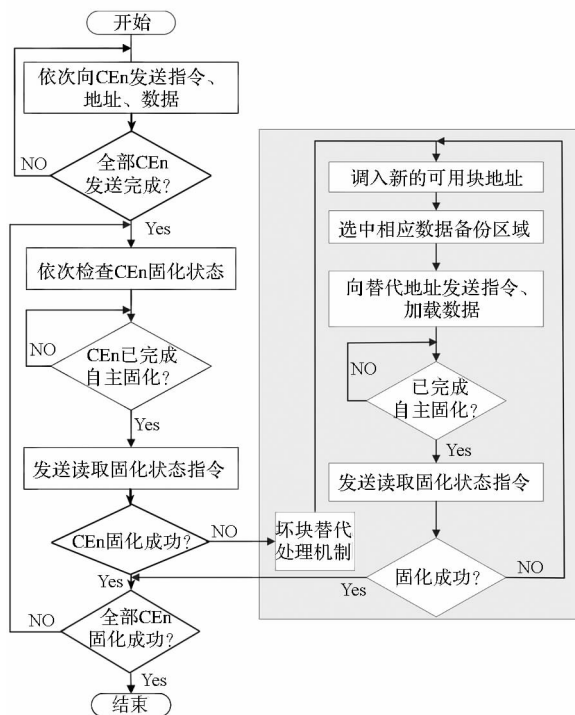 开始
依次向CEn发送指令、
地址、数据
NO
全部CEn
发送完成?
Yes
依次检查CEn固化状态
NO
CEn已完成
自主固化?
Yes
发送读取固化状态指令
CEn固化成功?
NO
Yes
全部CEn
固化成功?
NO
Yes
结束
坏块替代
处理机制
调入新的可用块地址
选中相应数据备份区域
向替代地址发送指令、
加载数据
NO
已完成
自主固化?
Yes
发送读取固化状态指令
固化成功?
NO
Yes